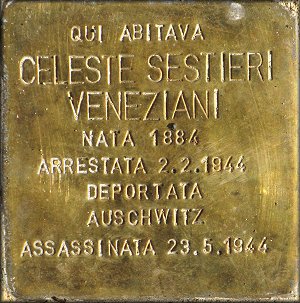 QUI ABITAVA
CELESTE SESTIERI
VENEZIANI
NATA 1884
ARRESTATA 2.2.1944
DEPORTATA
AUSCHWITZ
ASSASSINATA 23.5.1944